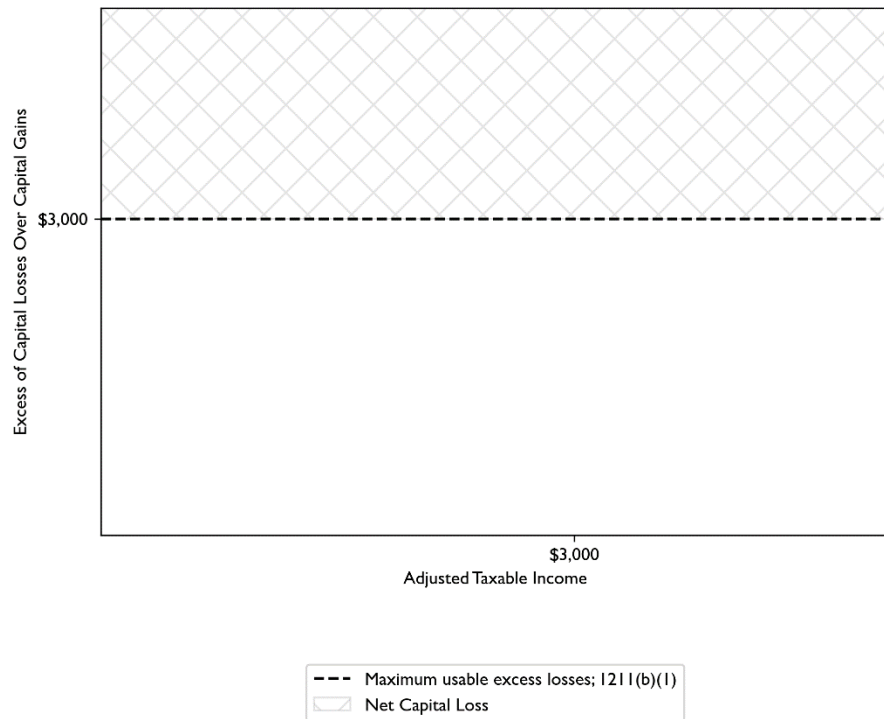 Excess of Capital Losses Over Capital Gains
$3,000
$3,000
Adjusted Taxable Income
Maximum usable excess losses; 1211(b)(1)
Net Capital Loss